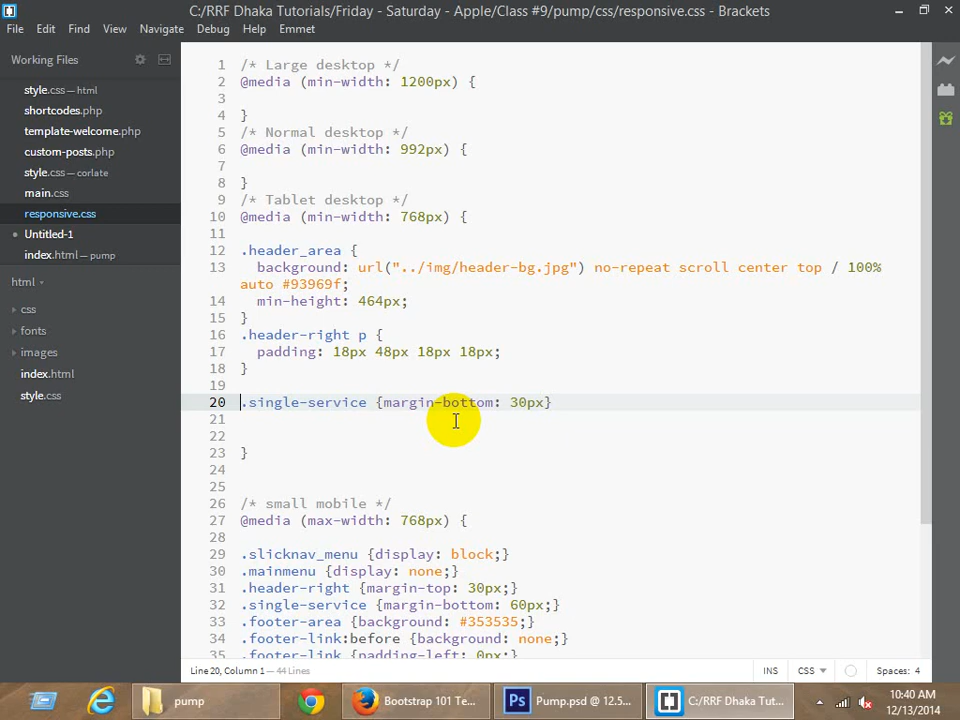 C:/RRF Dhaka Tutorials/Friday - Saturday - Apple/Class #9/pump/css/responsive.css - Brackets
File Edit Find View Navigate Debug Help Emmet
Working Files
style.css — html
shortcodes.php
template-welcome.php
custom-posts.php
style.css — corlate
main.css
responsive.css
Untitled-1
index.html — pump
html
css
fonts
images
index.html
style.css
1 /* Large desktop */
2 @media (min-width: 1200px) {
3
4 }
5 /* Normal desktop */
6 @media (min-width: 992px) {
7
8 }
9 /* Tablet desktop */
10 @media (min-width: 768px) {
11
12 .header_area {
13 background: url("../img/header-bg.jpg") no-repeat scroll center top / 100%
auto #93969f;
14 min-height: 464px;
15 }
16 .header-right p {
17 padding: 18px 48px 18px 18px;
18 }
19
20 .single-service {margin-bottom: 30px}
21
22
23 }
24
25
26 /* small mobile */
27 @media (max-width: 768px) {
28
29 .slicknav_menu {display: block;}
30 .mainmenu {display: none;}
31 .header-right {margin-top: 30px;}
32 .single-service {margin-bottom: 60px;}
33 .footer-area {background: #353535;}
34 .footer-link:before {background: none;}
35 .footer-link {padding-left: 0px;}
Line 20, Column 1 — 44 Lines INS CSS Spaces: 4
pump Bootstrap 101 Te... Pump.psd @ 12.5... C:/RRF Dhaka Tut... 10:40 AM
12/13/2014